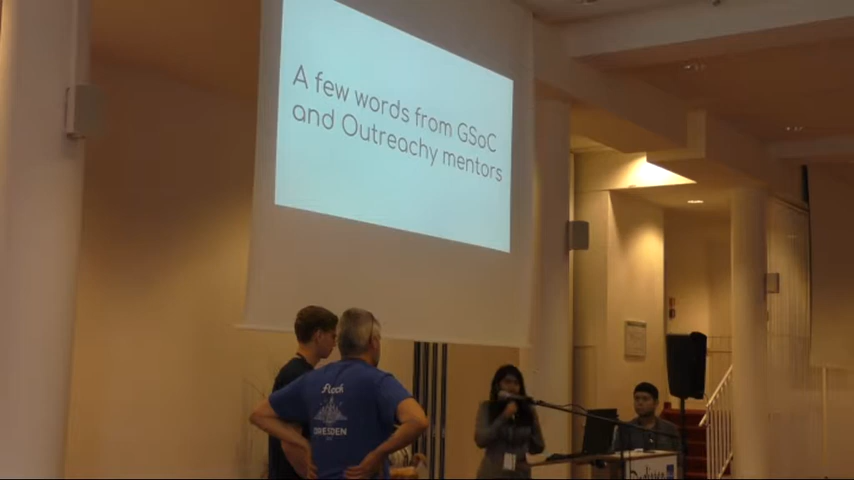 A few words from GSoC
and Outreachy mentors
flock
DRESDEN